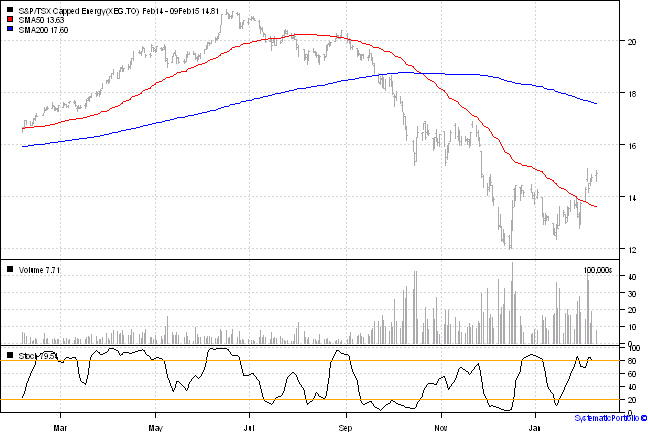 S&P/TSX Capped Energy(XEG.TO) Feb14 - 09Feb15 14.81
SMA50 13.63
SMA200 17.60
20
18
16
14
12
Volume 7.71
100,000s
40
30
20
10
0
Stoch 79.54
100
80
60
40
20
0
Mar May Jul Sep Nov Jan
SystematicPortfolio ©